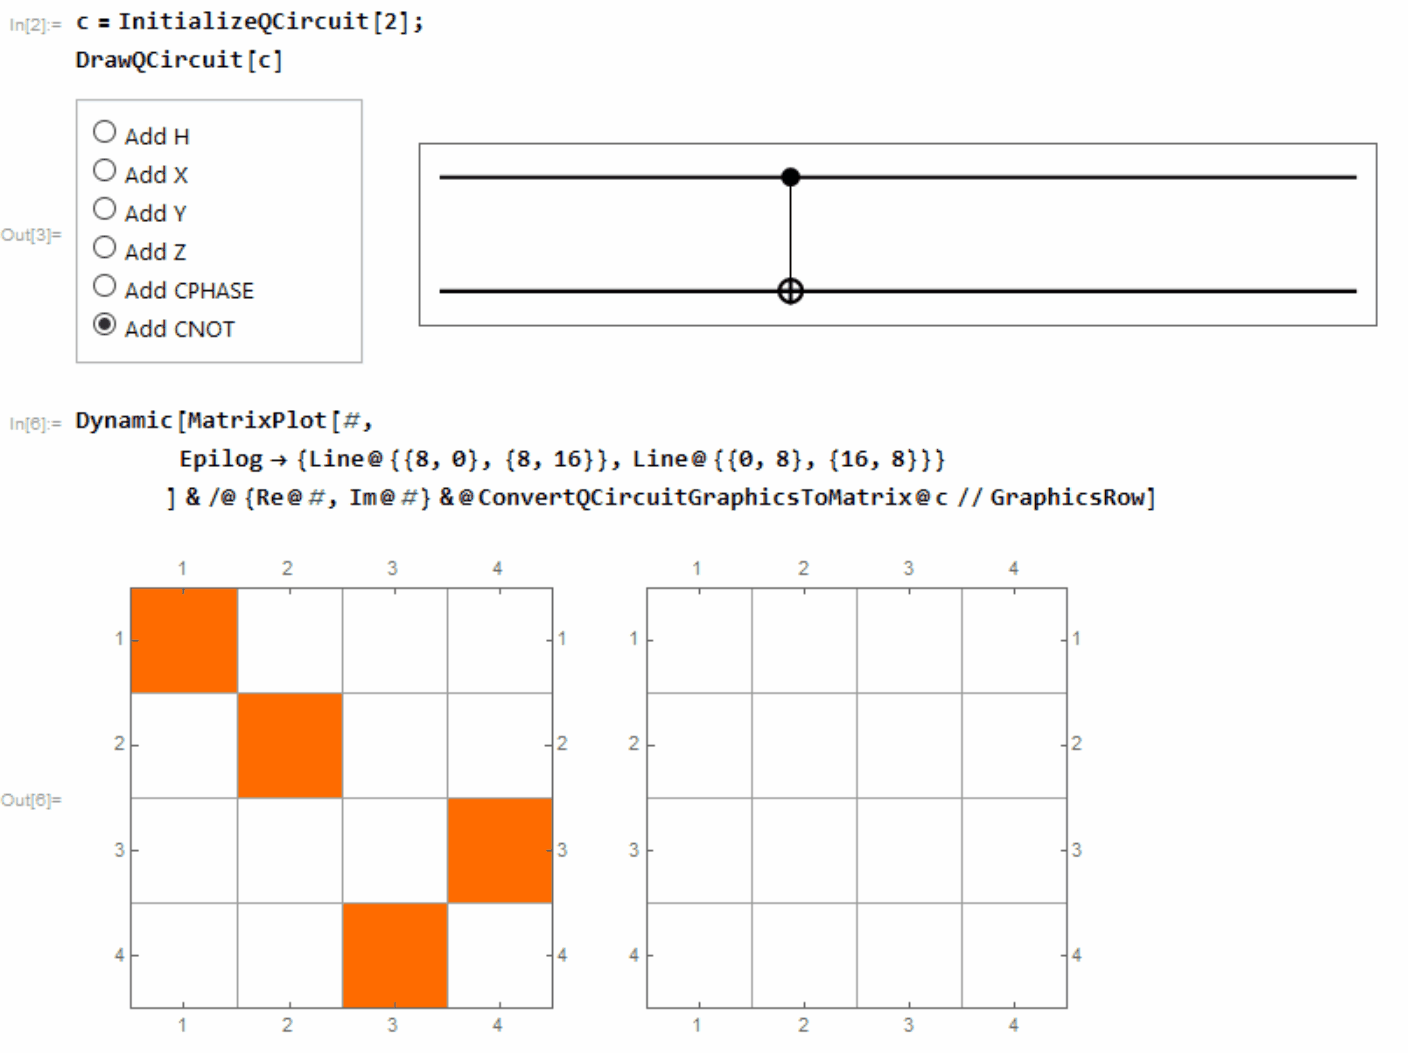 In[2]:= c = InitializeQCircuit[2];
DrawQCircuit[c]
Add H
Add X
Add Y
Out[3]=
Add Z
Add CPHASE
Add CNOT
In[6]:= Dynamic[MatrixPlot[#,
Epilog → {Line@{{8, 0}, {8, 16}}, Line@{{0, 8}, {16, 8}}}
] & /@ {Re@#, Im@#} &@ConvertQCircuitGraphicsToMatrix@c // GraphicsRow]
1 2 3 4 1 2 3 4
1 1 1 1
2 2 2 2
Out[6]=
3 3 3 3
4 4 4 4
1 2 3 4 1 2 3 4